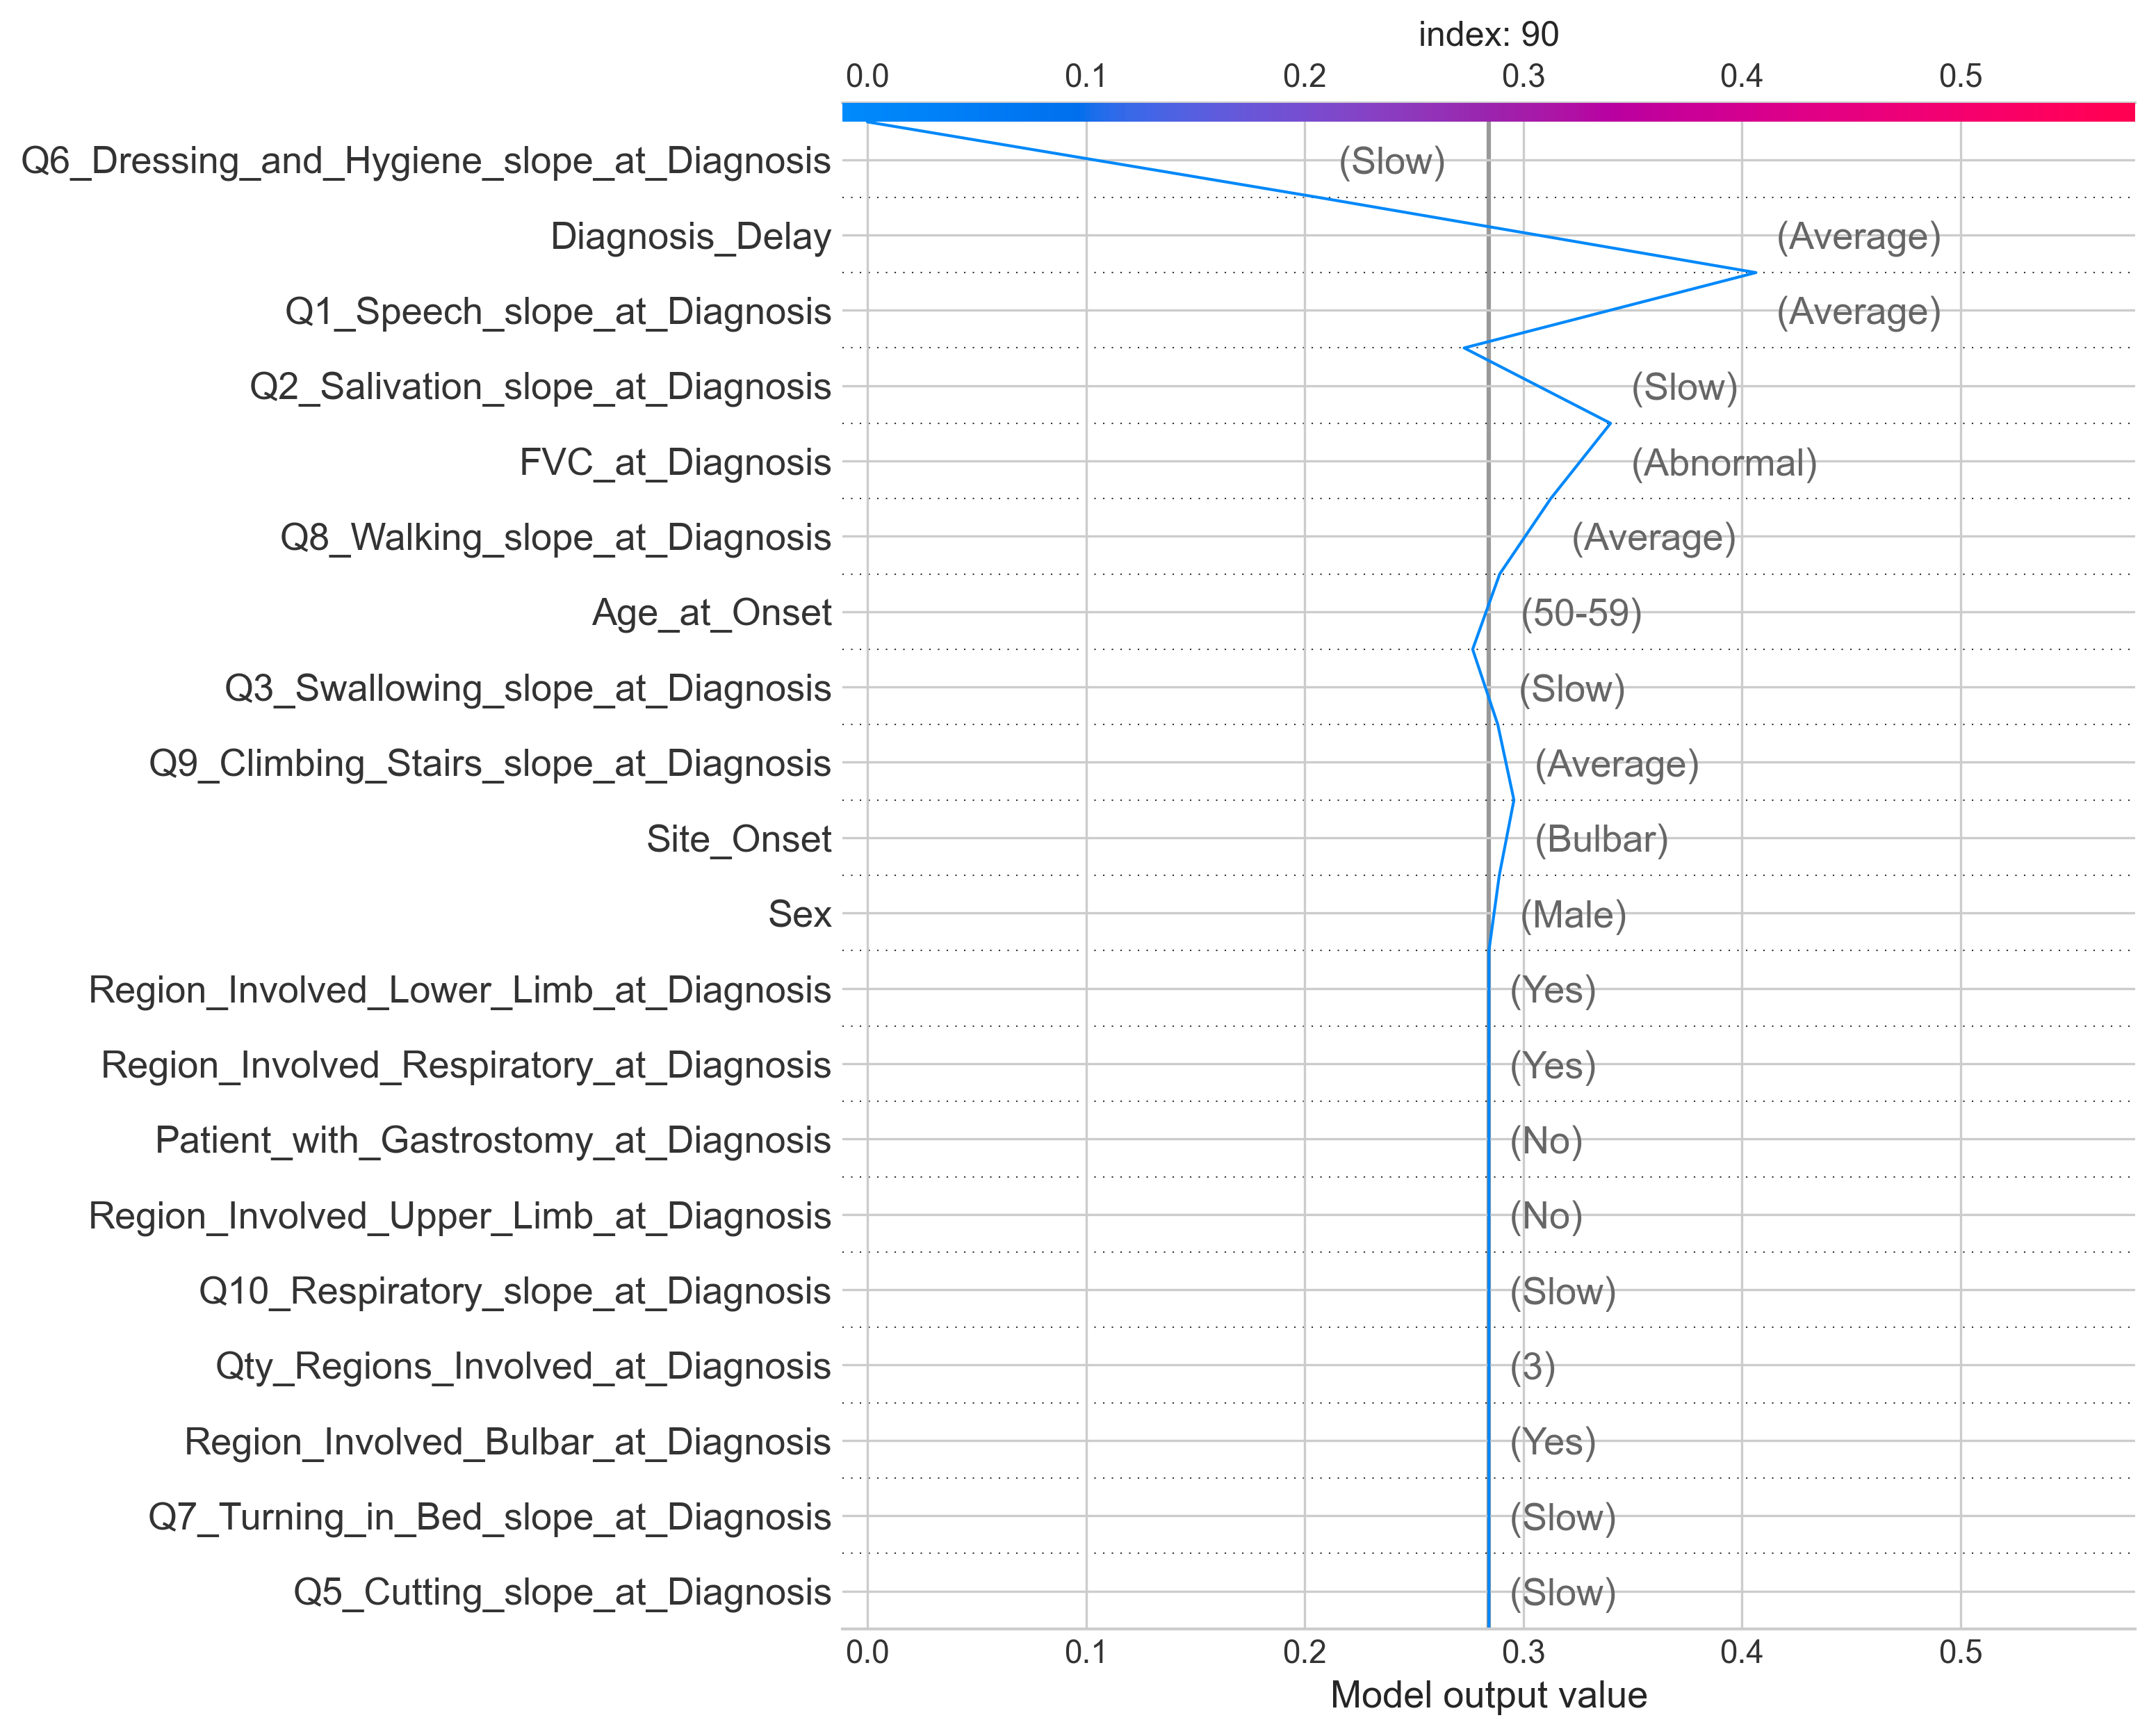 index: 90
0.0 0.1 0.2 0.3 0.4 0.5
Q6_Dressing_and_Hygiene_slope_at_Diagnosis (Slow)
Diagnosis_Delay (Average)
Q1_Speech_slope_at_Diagnosis (Average)
Q2_Salivation_slope_at_Diagnosis (Slow)
FVC_at_Diagnosis (Abnormal)
Q8_Walking_slope_at_Diagnosis (Average)
Age_at_Onset (50-59)
Q3_Swallowing_slope_at_Diagnosis (Slow)
Q9_Climbing_Stairs_slope_at_Diagnosis (Average)
Site_Onset (Bulbar)
Sex (Male)
Region_Involved_Lower_Limb_at_Diagnosis (Yes)
Region_Involved_Respiratory_at_Diagnosis (Yes)
Patient_with_Gastrostomy_at_Diagnosis (No)
Region_Involved_Upper_Limb_at_Diagnosis (No)
Q10_Respiratory_slope_at_Diagnosis (Slow)
Qty_Regions_Involved_at_Diagnosis (3)
Region_Involved_Bulbar_at_Diagnosis (Yes)
Q7_Turning_in_Bed_slope_at_Diagnosis (Slow)
Q5_Cutting_slope_at_Diagnosis (Slow)
0.0 0.1 0.2 0.3 0.4 0.5
Model output value